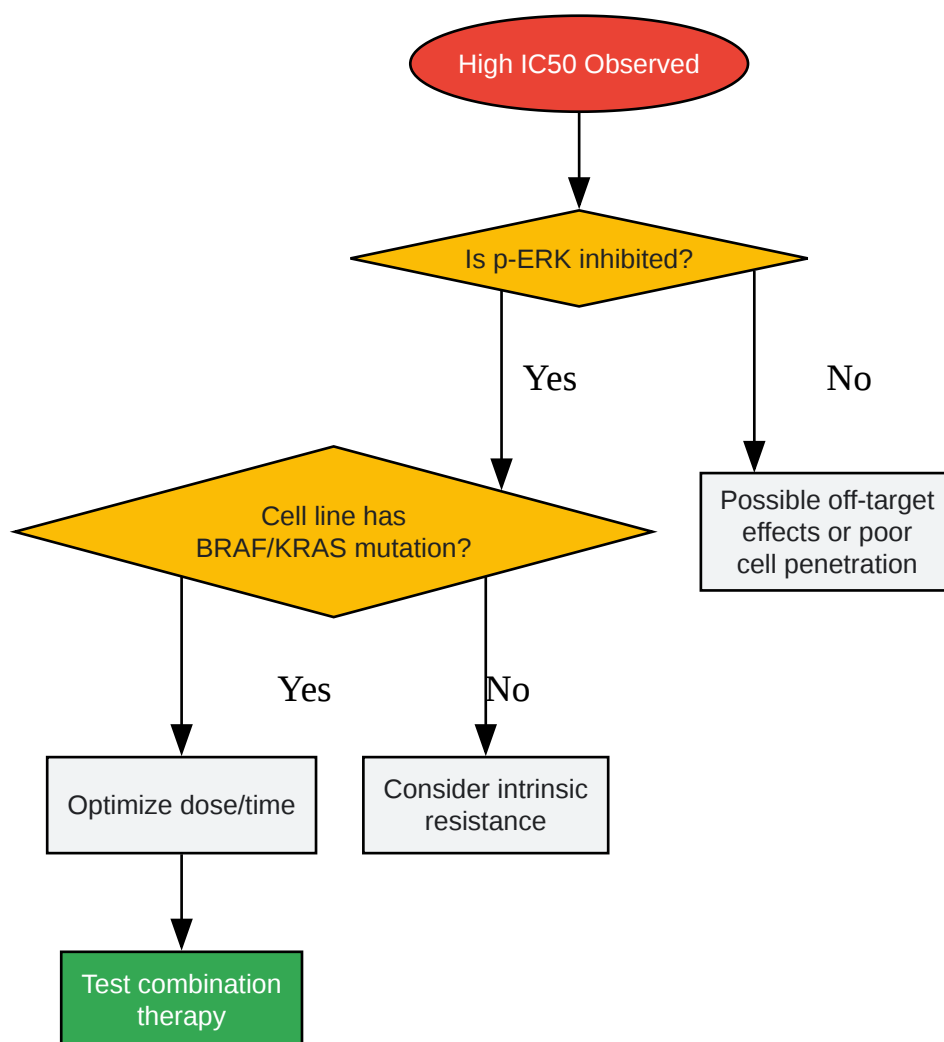 High IC50 Observed
Is p-ERK inhibited?
Yes
No
Cell line has
BRAF/KRAS mutation?
Possible off-target
effects or poor
cell penetration
Yes
No
Optimize dose/time
Consider intrinsic
resistance
Test combination
therapy